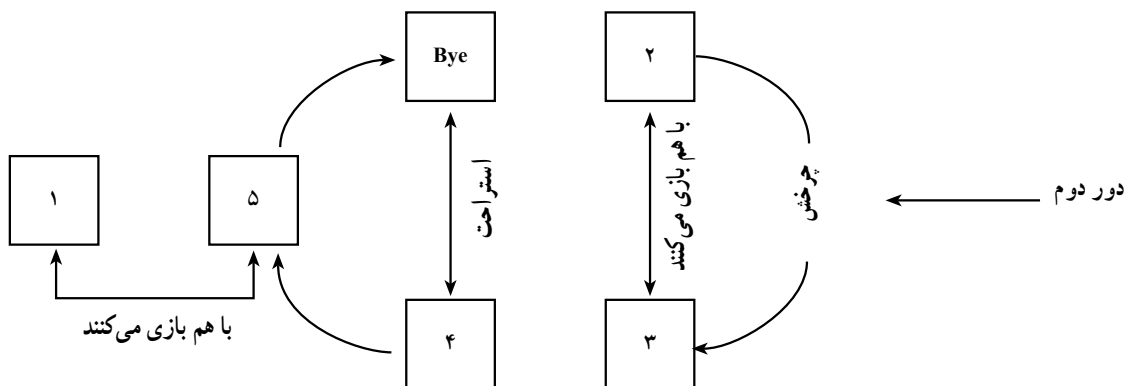 دور دوم
چرخش
۲
با هم بازی می‌کنند
۳
Bye
استراحت
۴
۵
۱
با هم بازی می‌کنند